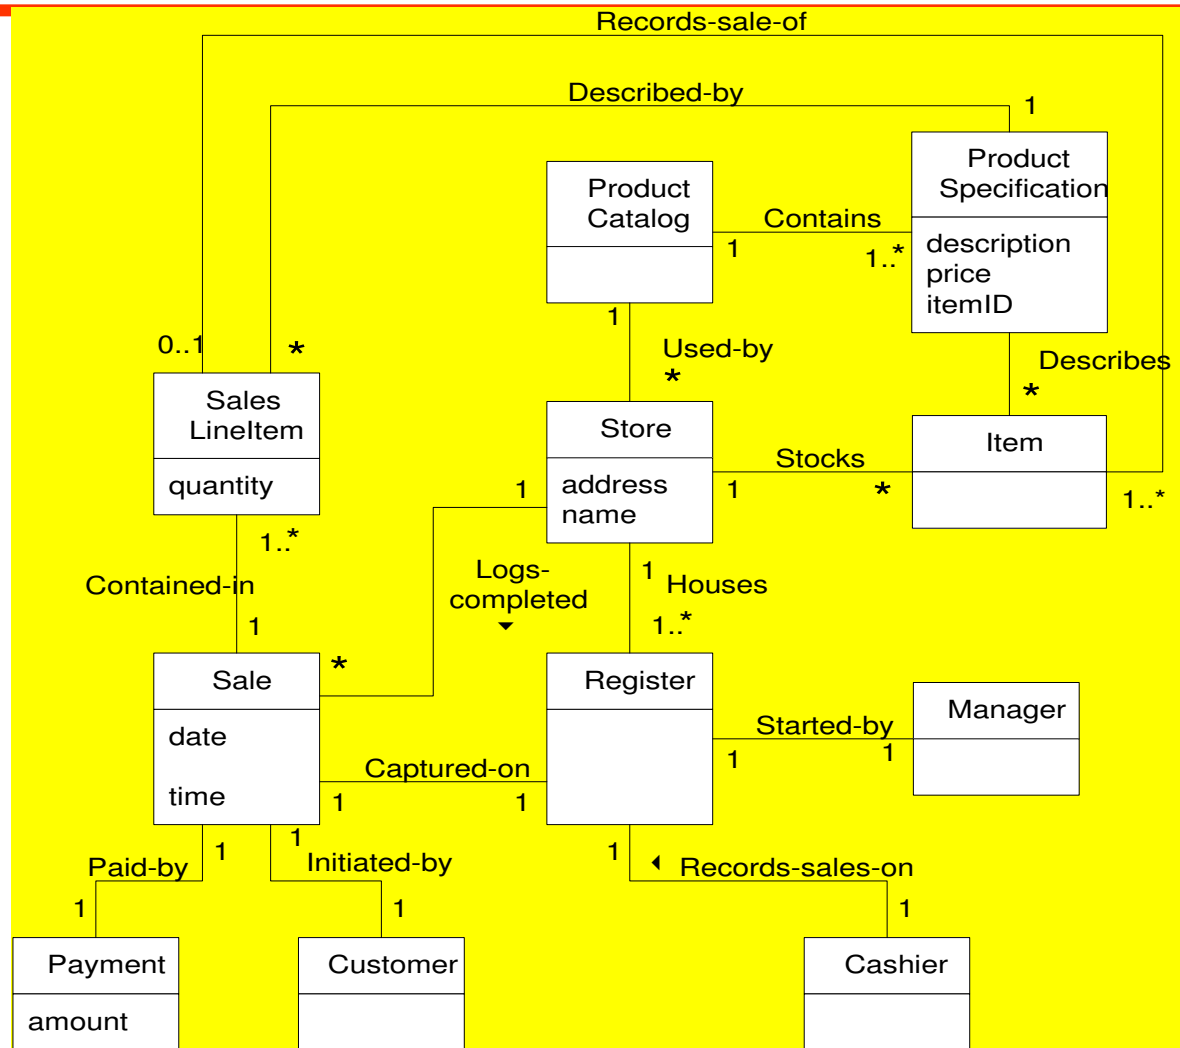 Records-sale-of
Described-by
1
Product
Specification
description
price
itemID
Product
Catalog
Contains
1
1..*
1
Used-by
*
Describes
*
0..1
*
Sales
LineItem
quantity
Store
address
name
Stocks
1
*
Item
1..*
1
1..*
Contained-in
1
Logs-
completed
1
Houses
1..*
*
Sale
date
time
Register
Manager
Started-by
1
1
Captured-on
1
1
1
Paid-by
1
1
Initiated-by
1
1
Records-sales-on
1
Payment
amount
Customer
Cashier